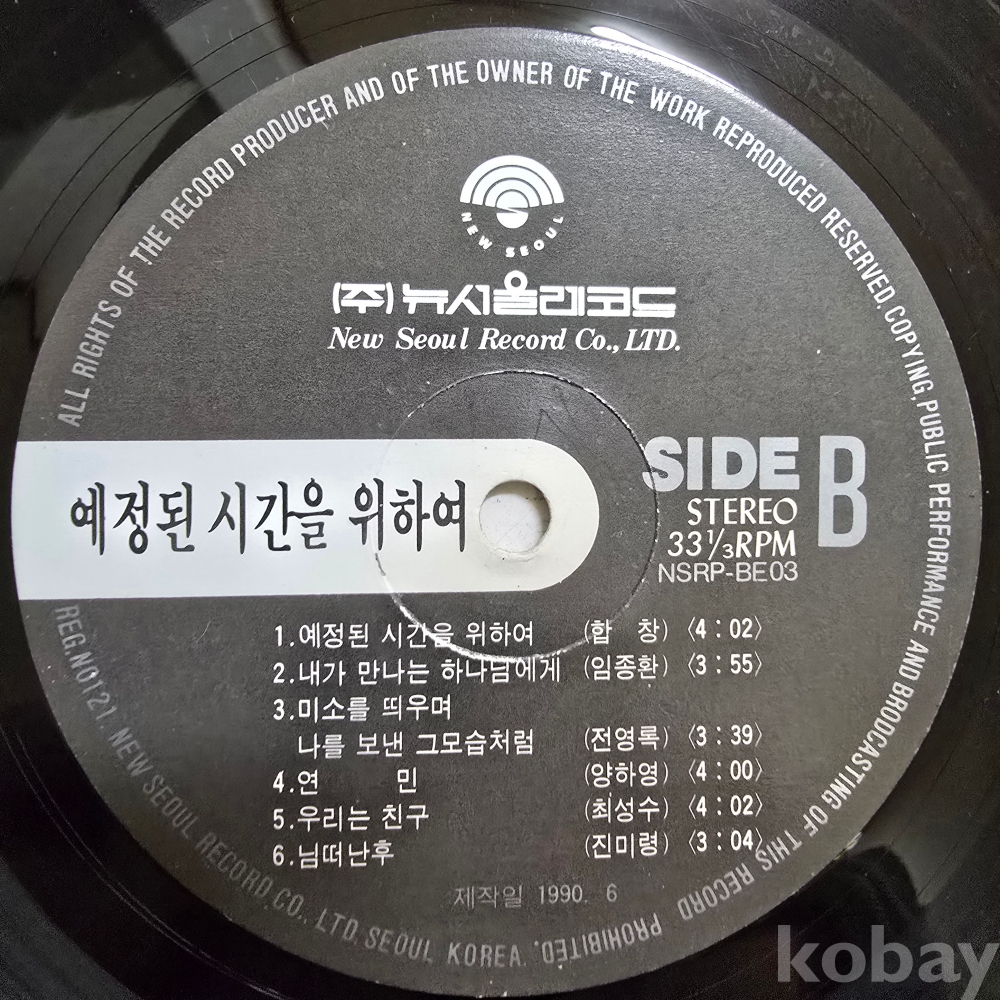 ALL RIGHTS OF THE RECORD PRODUCER AND OF THE OWNER OF THE WORK REPRODUCED RESERVED. COPYING, PUBLIC PERFORMANCE AND BRODCASTING OF THIS RECORD PROHIBITED.
NEW SEOUL
(주)뉴서울레코드
New Seoul Record Co., LTD.
예정된 시간을 위하여
SIDE B
STEREO
33⅓RPM
NSRP-BE03
1.예정된 시간을 위하여 (합 창) 〈4 : 02〉
2.내가 만나는 하나님에게 (임종환) 〈3 : 55〉
3.미소를 띄우며
나를 보낸 그모습처럼 (전영록) 〈3 : 39〉
4.연 민 (양하영) 〈4 : 00〉
5.우리는 친구 (최성수) 〈4 : 02〉
6.님떠난후 (진미령) 〈3 : 04〉
제작일 1990. 6
REG.NO121. NEW SEOUL RECORD.CO., LTD. SEOUL KOREA.
kobay